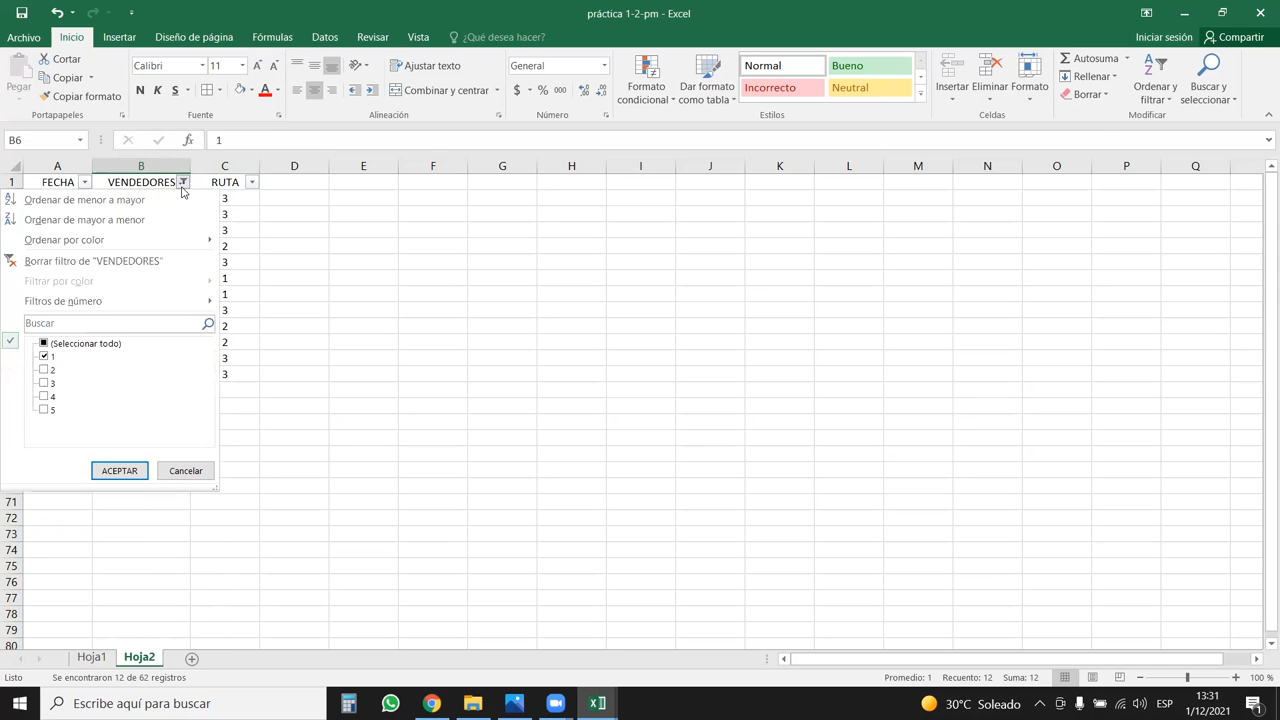 práctica 1-2-pm - Excel
Archivo Inicio Insertar Diseño de página Fórmulas Datos Revisar Vista ¿Qué desea hacer? Iniciar sesión Compartir
Pegar
Cortar
Copiar
Copiar formato
Portapapeles
Calibri 11
N K S
Fuente
Ajustar texto
Combinar y centrar
Alineación
General
$ % 000
Número
Formato condicional
Dar formato como tabla
Normal Bueno
Incorrecto Neutral
Estilos
Insertar Eliminar Formato
Celdas
Autosuma
Rellenar
Borrar
Ordenar y filtrar
Buscar y seleccionar
Modificar
B6 fx 1
A B C D E F G H I J K L M N O P Q
1 FECHA VENDEDORES RUTA
3
3
3
2
3
1
1
3
2
2
3
3
Ordenar de menor a mayor
Ordenar de mayor a menor
Ordenar por color
Borrar filtro de "VENDEDORES"
Filtrar por color
Filtros de número
Buscar
(Seleccionar todo)
1
2
3
4
5
ACEPTAR Cancelar
71
72
73
74
75
76
77
78
79
80
Hoja1 Hoja2
Listo Se encontraron 12 de 62 registros Promedio: 1 Recuento: 12 Suma: 12 100 %
Escribe aquí para buscar 30°C Soleado ESP 13:31
1/12/2021